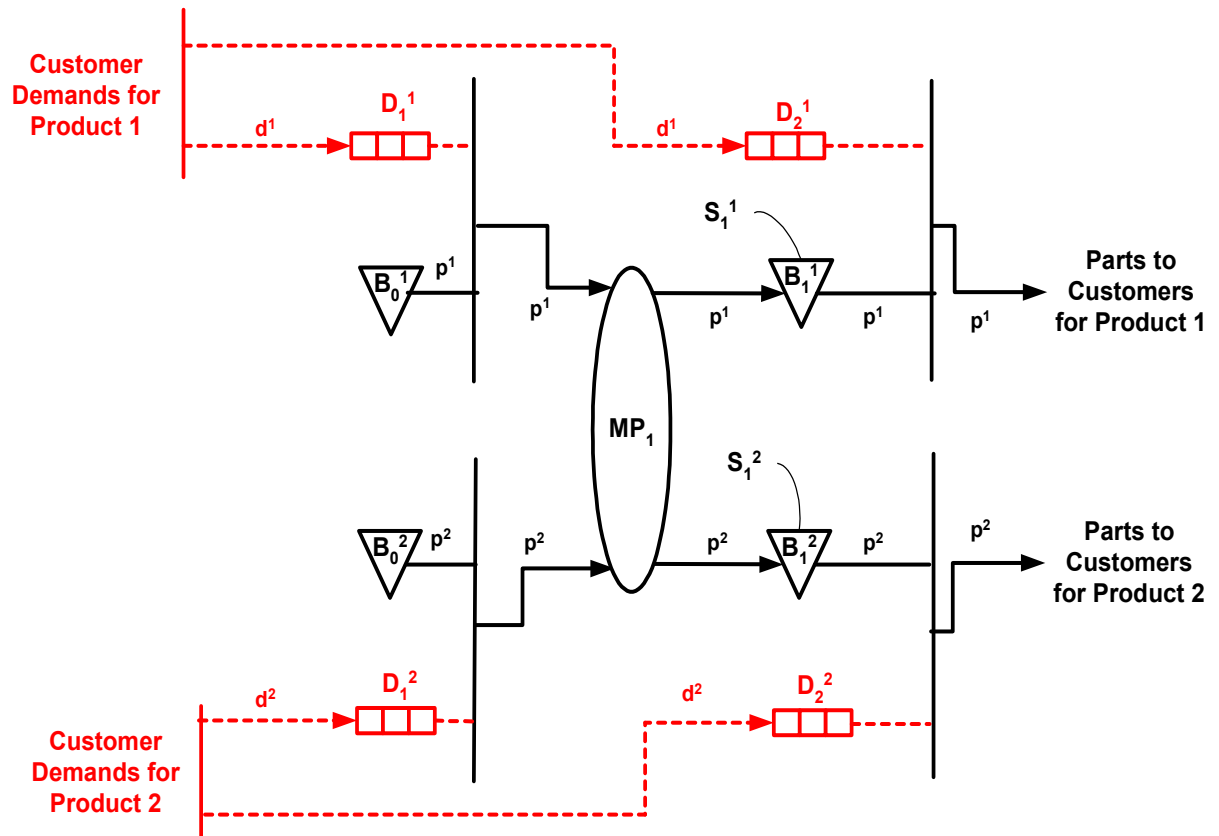 Customer
Demands for
Product 1
d¹
D₁¹
d¹
D₂¹
S₁¹
B₀¹
p¹
p¹
p¹
B₁¹
p¹
p¹
Parts to
Customers
for Product 1
MP₁
S₁²
B₀²
p²
p²
p²
B₁²
p²
p²
Parts to
Customers
for Product 2
d²
D₁²
d²
D₂²
Customer
Demands for
Product 2